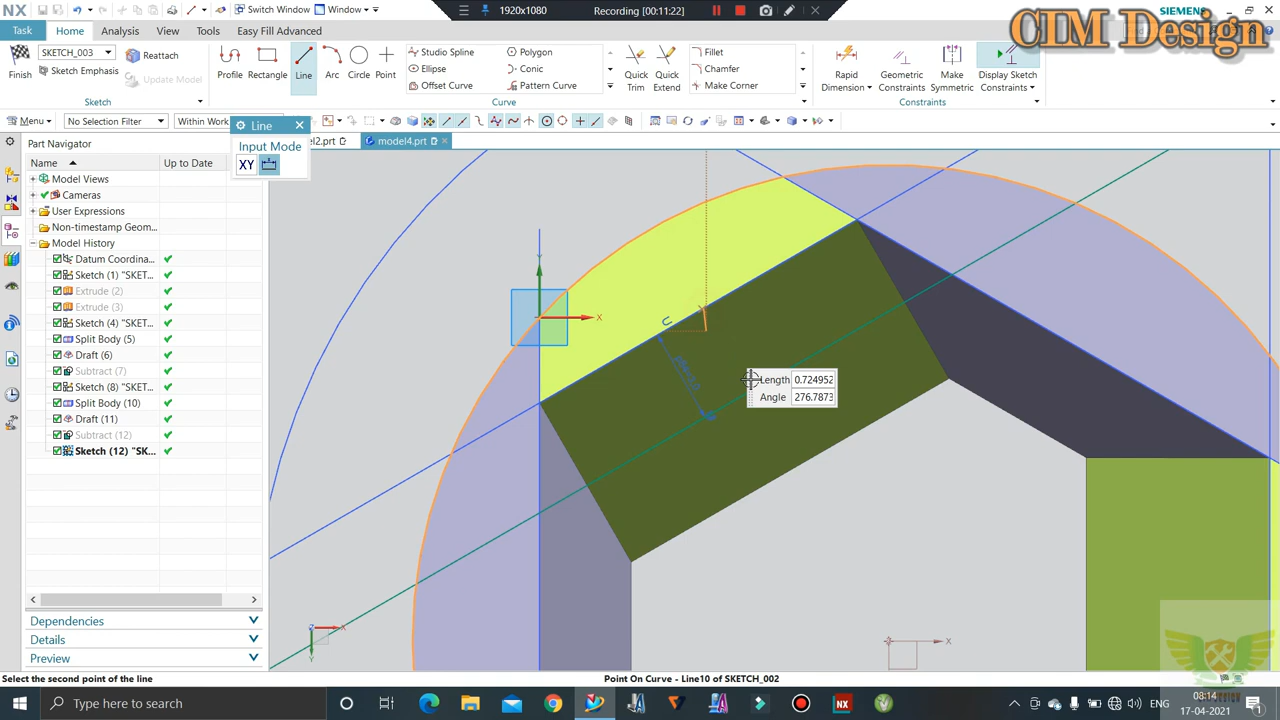 NX
Switch Window
Window
1920x1080
Recording [00:11:22]
SIEMENS
CIM Design
Task
Home
Analysis
View
Tools
Easy Fill Advanced
SKETCH_003
Reattach
Sketch Emphasis
Update Model
Finish
Profile
Rectangle
Line
Arc
Circle
Point
Studio Spline
Polygon
Ellipse
Conic
Offset Curve
Pattern Curve
Quick Trim
Quick Extend
Fillet
Chamfer
Make Corner
Rapid Dimension
Geometric Constraints
Make Symmetric
Display Sketch Constraints
Sketch
Curve
Constraints
Menu
No Selection Filter
Within Work
Line
Input Mode
XY
del2.prt
model4.prt
Part Navigator
Name
Up to Date
Model Views
Cameras
User Expressions
Non-timestamp Geom...
Model History
Datum Coordina...
Sketch (1) "SKET...
Extrude (2)
Extrude (3)
Sketch (4) "SKET...
Split Body (5)
Draft (6)
Subtract (7)
Sketch (8) "SKET...
Split Body (10)
Draft (11)
Subtract (12)
Sketch (12) "SK...
Dependencies
Details
Preview
X
Length 0.724952
Angle 276.7873
X
X
Y
Select the second point of the line
Point On Curve - Line10 of SKETCH_002
Type here to search
ENG
08:14
17-04-2021